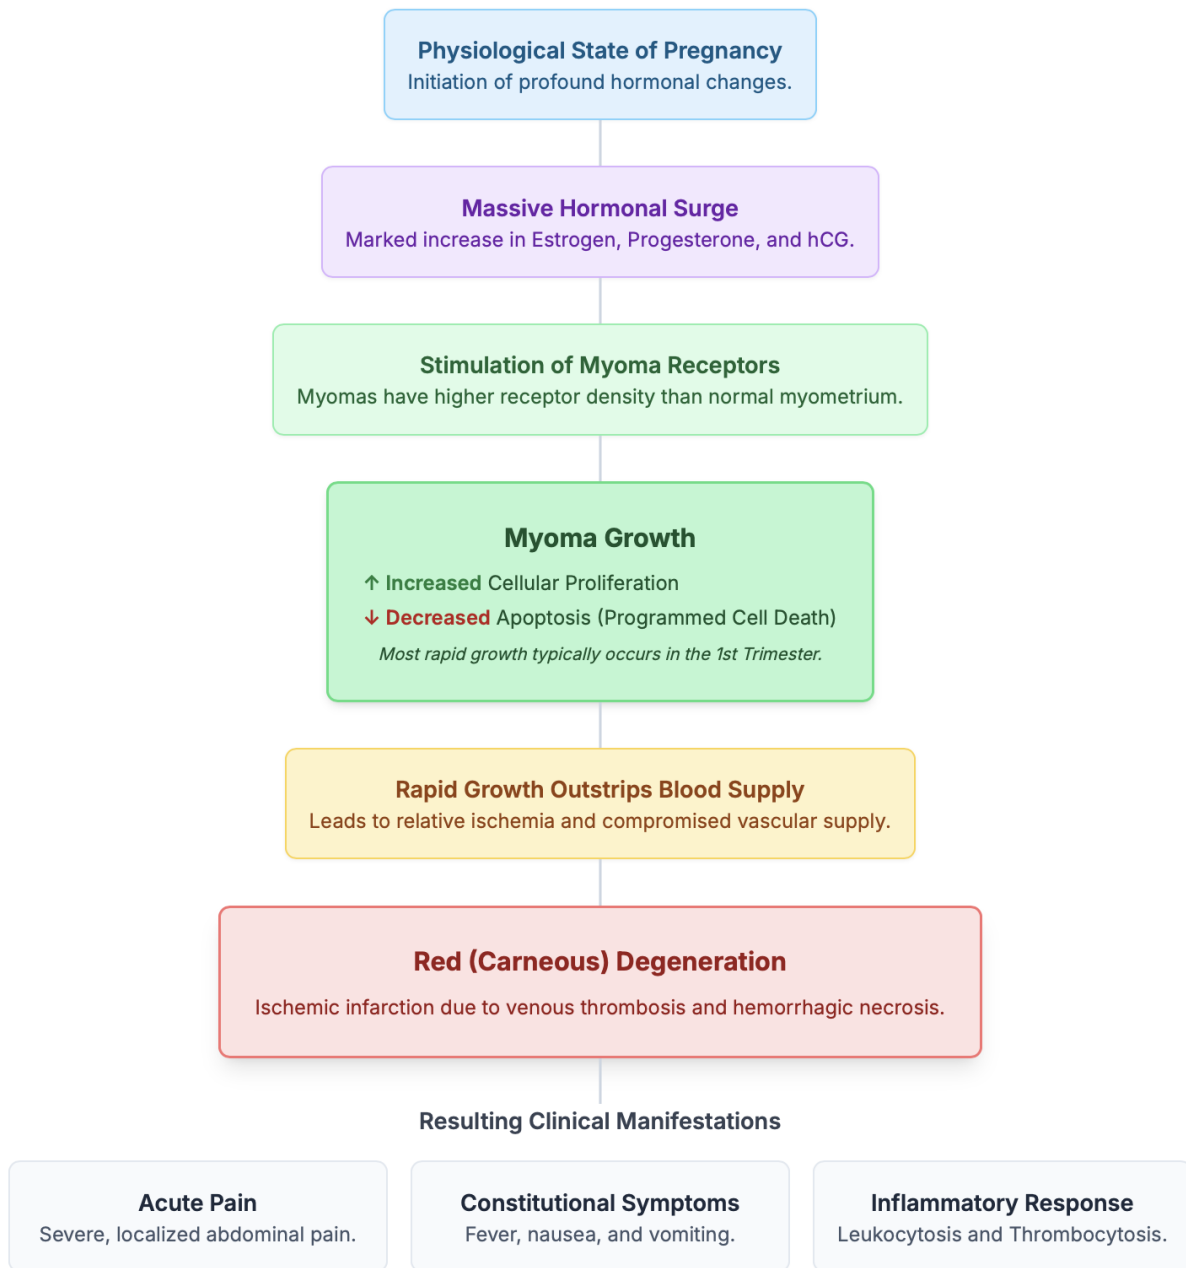 Physiological State of Pregnancy
Initiation of profound hormonal changes.
Massive Hormonal Surge
Marked increase in Estrogen, Progesterone, and hCG.
Stimulation of Myoma Receptors
Myomas have higher receptor density than normal myometrium.
Myoma Growth
↑ Increased Cellular Proliferation
↓ Decreased Apoptosis (Programmed Cell Death)
Most rapid growth typically occurs in the 1st Trimester.
Rapid Growth Outstrips Blood Supply
Leads to relative ischemia and compromised vascular supply.
Red (Carneous) Degeneration
Ischemic infarction due to venous thrombosis and hemorrhagic necrosis.
Resulting Clinical Manifestations
Acute Pain
Severe, localized abdominal pain.
Constitutional Symptoms
Fever, nausea, and vomiting.
Inflammatory Response
Leukocytosis and Thrombocytosis.